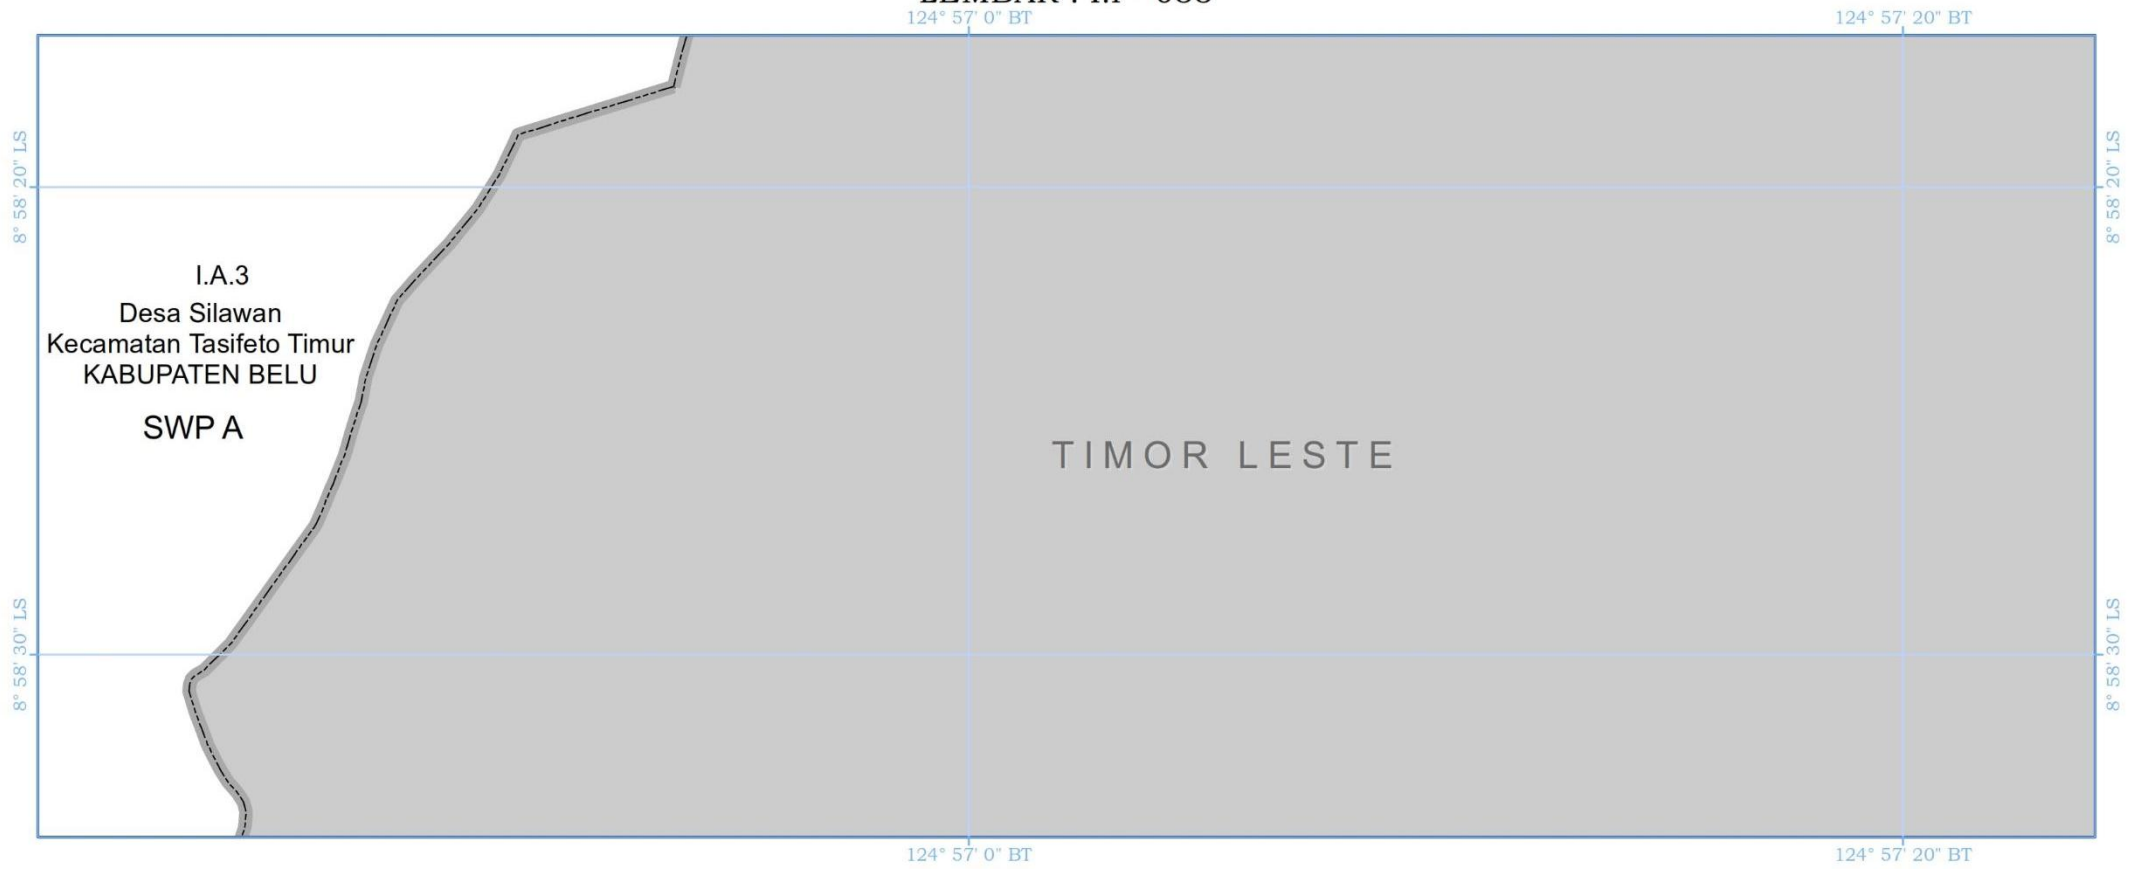 124° 57' 0" BT
124° 57' 20" BT
8° 58' 20" LS
8° 58' 20" LS
I.A.3
Desa Silawan
Kecamatan Tasifeto Timur
KABUPATEN BELU
SWP A
TIMOR LESTE
8° 58' 30" LS
8° 58' 30" LS
124° 57' 0" BT
124° 57' 20" BT